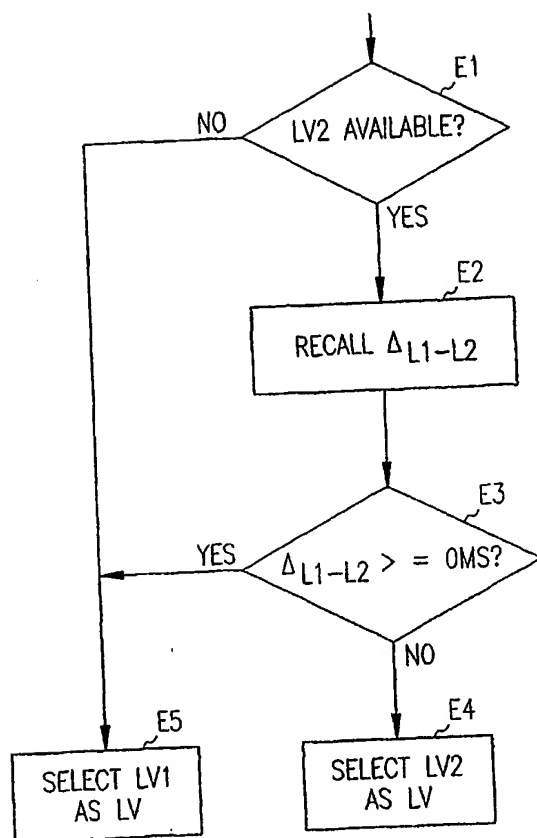 E1
LV2 AVAILABLE?
NO
YES
E2
RECALL Δ L1-L2
E3
Δ L1-L2 > = 0MS?
YES
NO
E5
SELECT LV1
AS LV
E4
SELECT LV2
AS LV